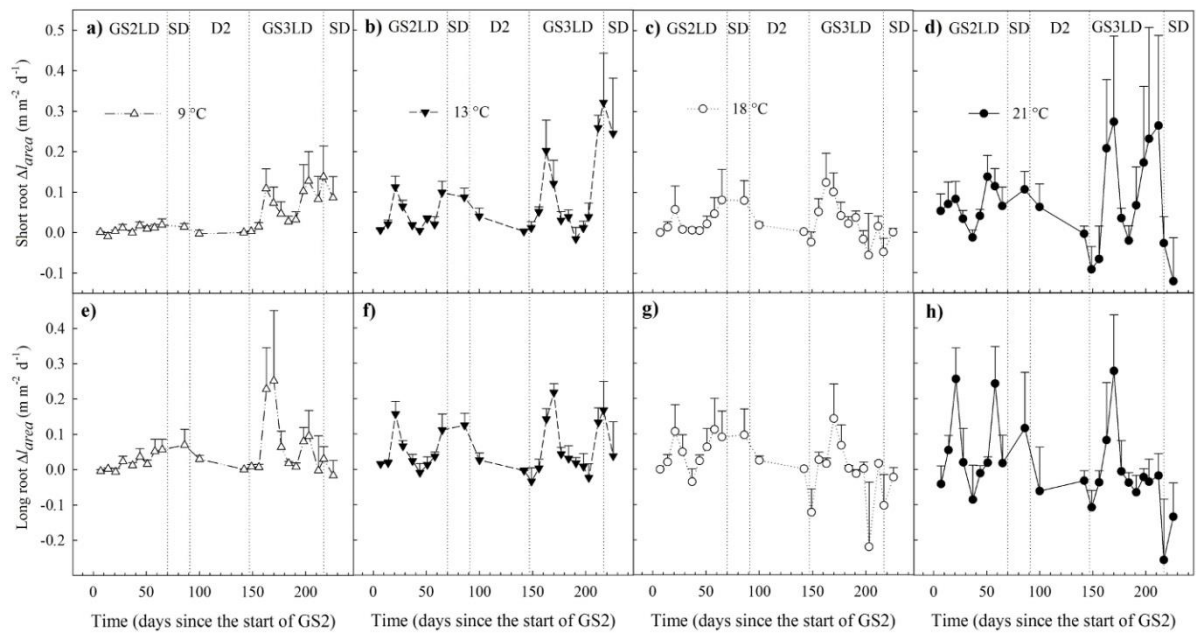 a) GS2LD SD D2 GS3LD SD
b) GS2LD SD D2 GS3LD SD
c) GS2LD SD D2 GS3LD SD
d) GS2LD SD D2 GS3LD SD
9 °C
13 °C
18 °C
21 °C
Short root Δl_area (m m⁻² d⁻¹)
0.5
0.4
0.3
0.2
0.1
0.0
-0.1
e)
f)
g)
h)
Long root Δl_area (m m⁻² d⁻¹)
0.4
0.3
0.2
0.1
0.0
-0.1
-0.2
0 50 100 150 200
0 50 100 150 200
0 50 100 150 200
0 50 100 150 200
Time (days since the start of GS2)
Time (days since the start of GS2)
Time (days since the start of GS2)
Time (days since the start of GS2)